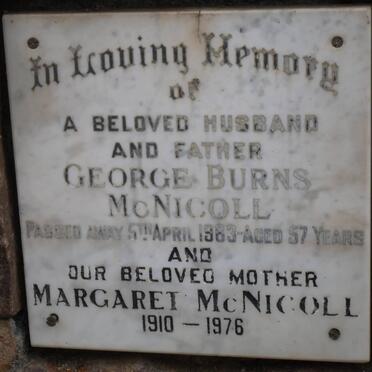 In Loving Memory
of
A BELOVED HUSBAND
AND FATHER
GEORGE BURNS
McNICOLL
PASSED AWAY 5TH APRIL AGED 57 YEARS
AND
OUR BELOVED MOTHER
MARGARET McNICOLL
1910 — 1976